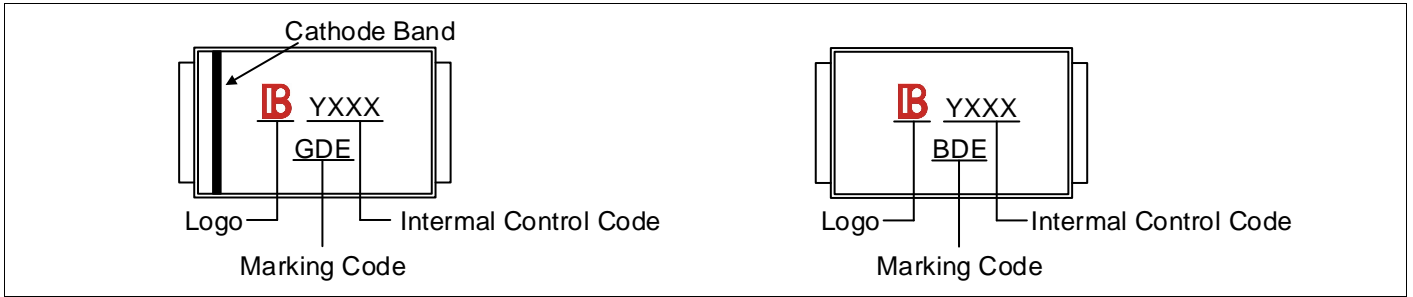 Cathode Band
B YXXX
GDE
Logo Intermal Control Code
Marking Code
B YXXX
BDE
Logo Intermal Control Code
Marking Code